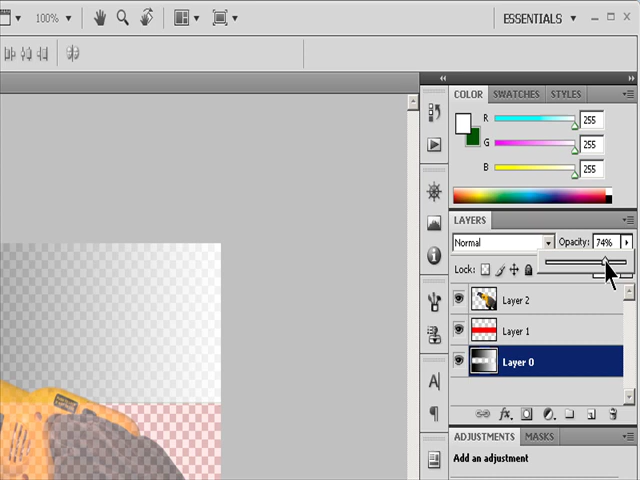 100%
ESSENTIALS
COLOR SWATCHES STYLES
R 255
G 255
B 255
LAYERS
Normal Opacity: 74%
Lock:
Layer 2
Layer 1
Layer 0
fx.
A
ADJUSTMENTS MASKS
Add an adjustment